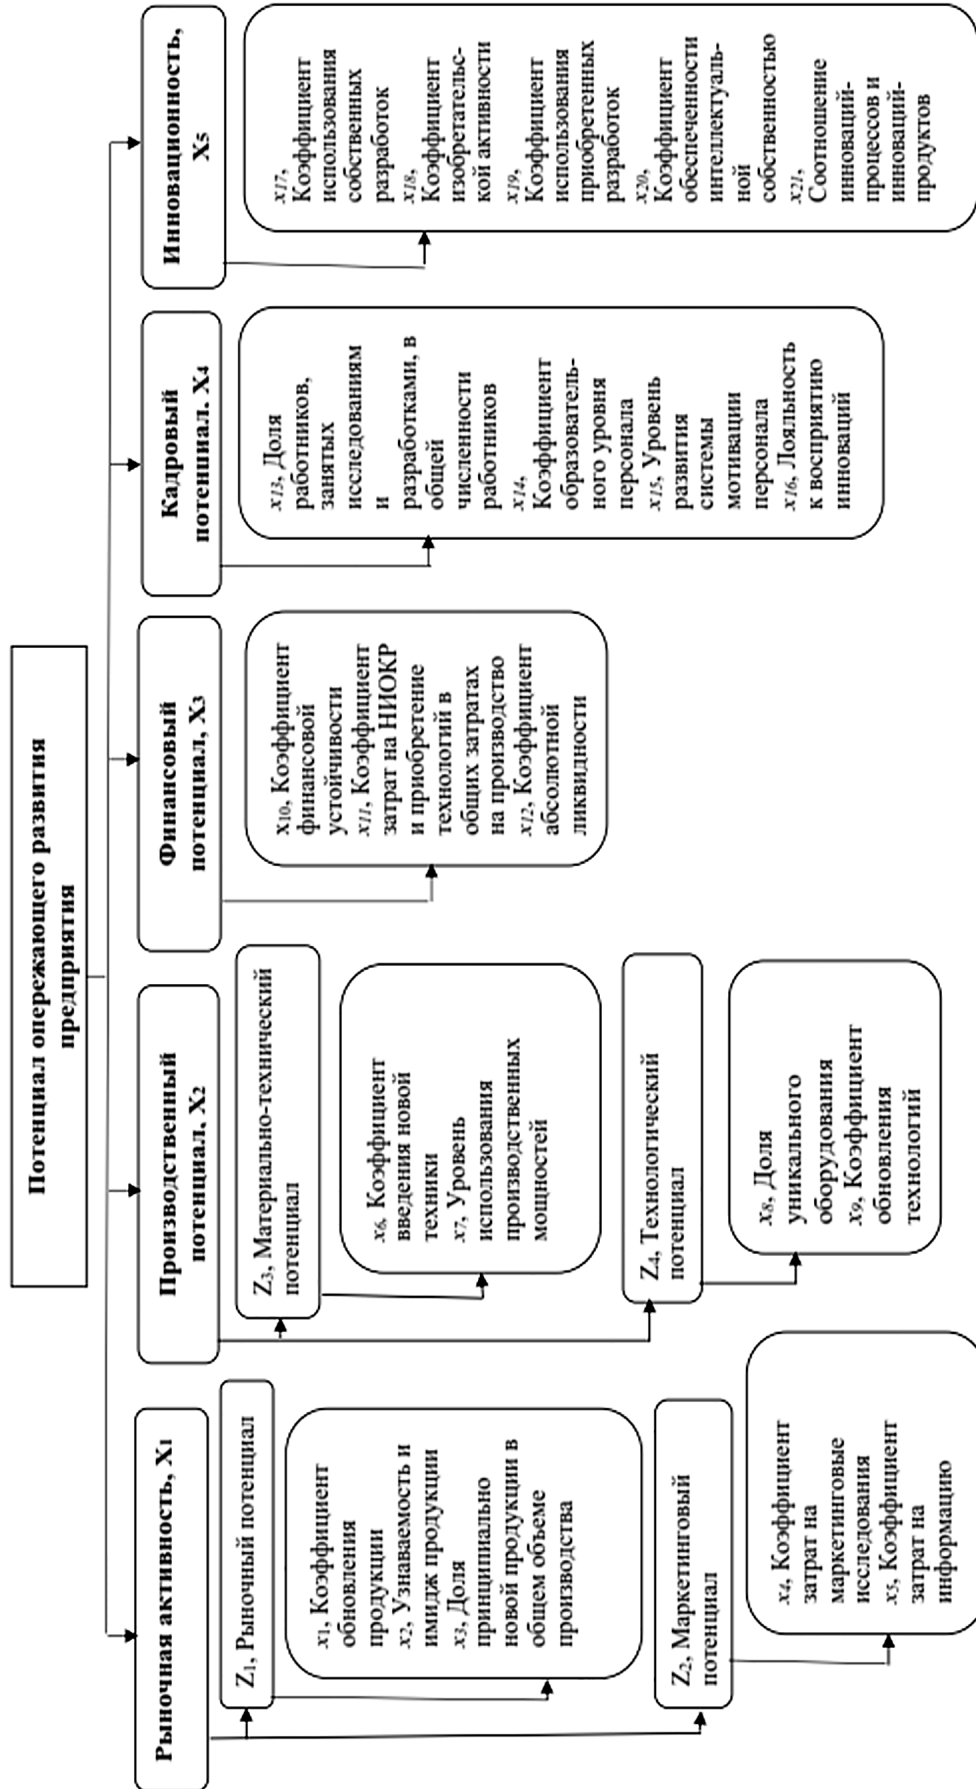 Потенциал опережающего развития
предприятия
Рыночная активность, X1
Z1, Рыночный потенциал
x1, Коэффициент
обновления
продукции
x2, Узнаваемость и
имидж продукции
x3, Доля
принципиально
новой продукции в
общем объеме
производства
Z2, Маркетинговый
потенциал
x4, Коэффициент
затрат на
маркетинговые
исследования
x5, Коэффициент
затрат на
информацию
Производственный
потенциал, X2
Z3, Материально-технический
потенциал
x6, Коэффициент
введения новой
техники
x7, Уровень
использования
производственных
мощностей
Z4, Технологический
потенциал
x8, Доля
уникального
оборудования
x9, Коэффициент
обновления
технологий
Финансовый
потенциал, X3
x10, Коэффициент
финансовой
устойчивости
x11, Коэффициент
затрат на НИОКР
и приобретение
технологий в
общих затратах
на производство
x12, Коэффициент
абсолютной
ликвидности
Кадровый
потенциал. X4
x13, Доля
работников,
занятых
исследованиям
и
разработками, в
общей
численности
работников
x14,
Коэффициент
образователь-
ного уровня
персонала
x15, Уровень
развития
системы
мотивации
персонала
x16, Лояльность
к восприятию
инноваций
Инновационность,
X5
x17,
Коэффициент
использования
собственных
разработок
x18,
Коэффициент
изобретательс-
кой активности
x19,
Коэффициент
использования
приобретенных
разработок
x20,
Коэффициент
обеспеченности
интеллектуаль-
ной
собственностью
x21,
Соотношение
инноваций-
процессов и
инноваций-
продуктов